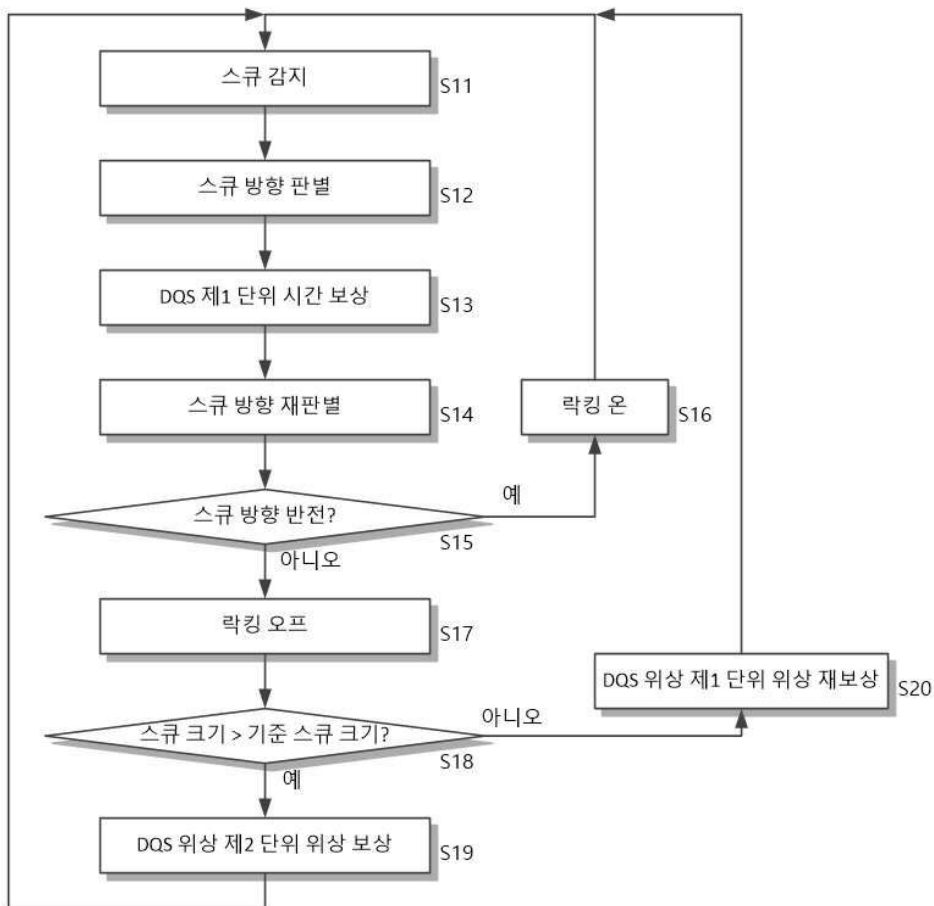 스큐 감지
S11
스큐 방향 판별
S12
DQS 제1 단위 시간 보상
S13
스큐 방향 재판별
S14
락킹 온
S16
예
스큐 방향 반전?
S15
아니오
락킹 오프
S17
DQS 위상 제1 단위 위상 재보상
S20
아니오
스큐 크기 > 기준 스큐 크기?
S18
예
DQS 위상 제2 단위 위상 보상
S19